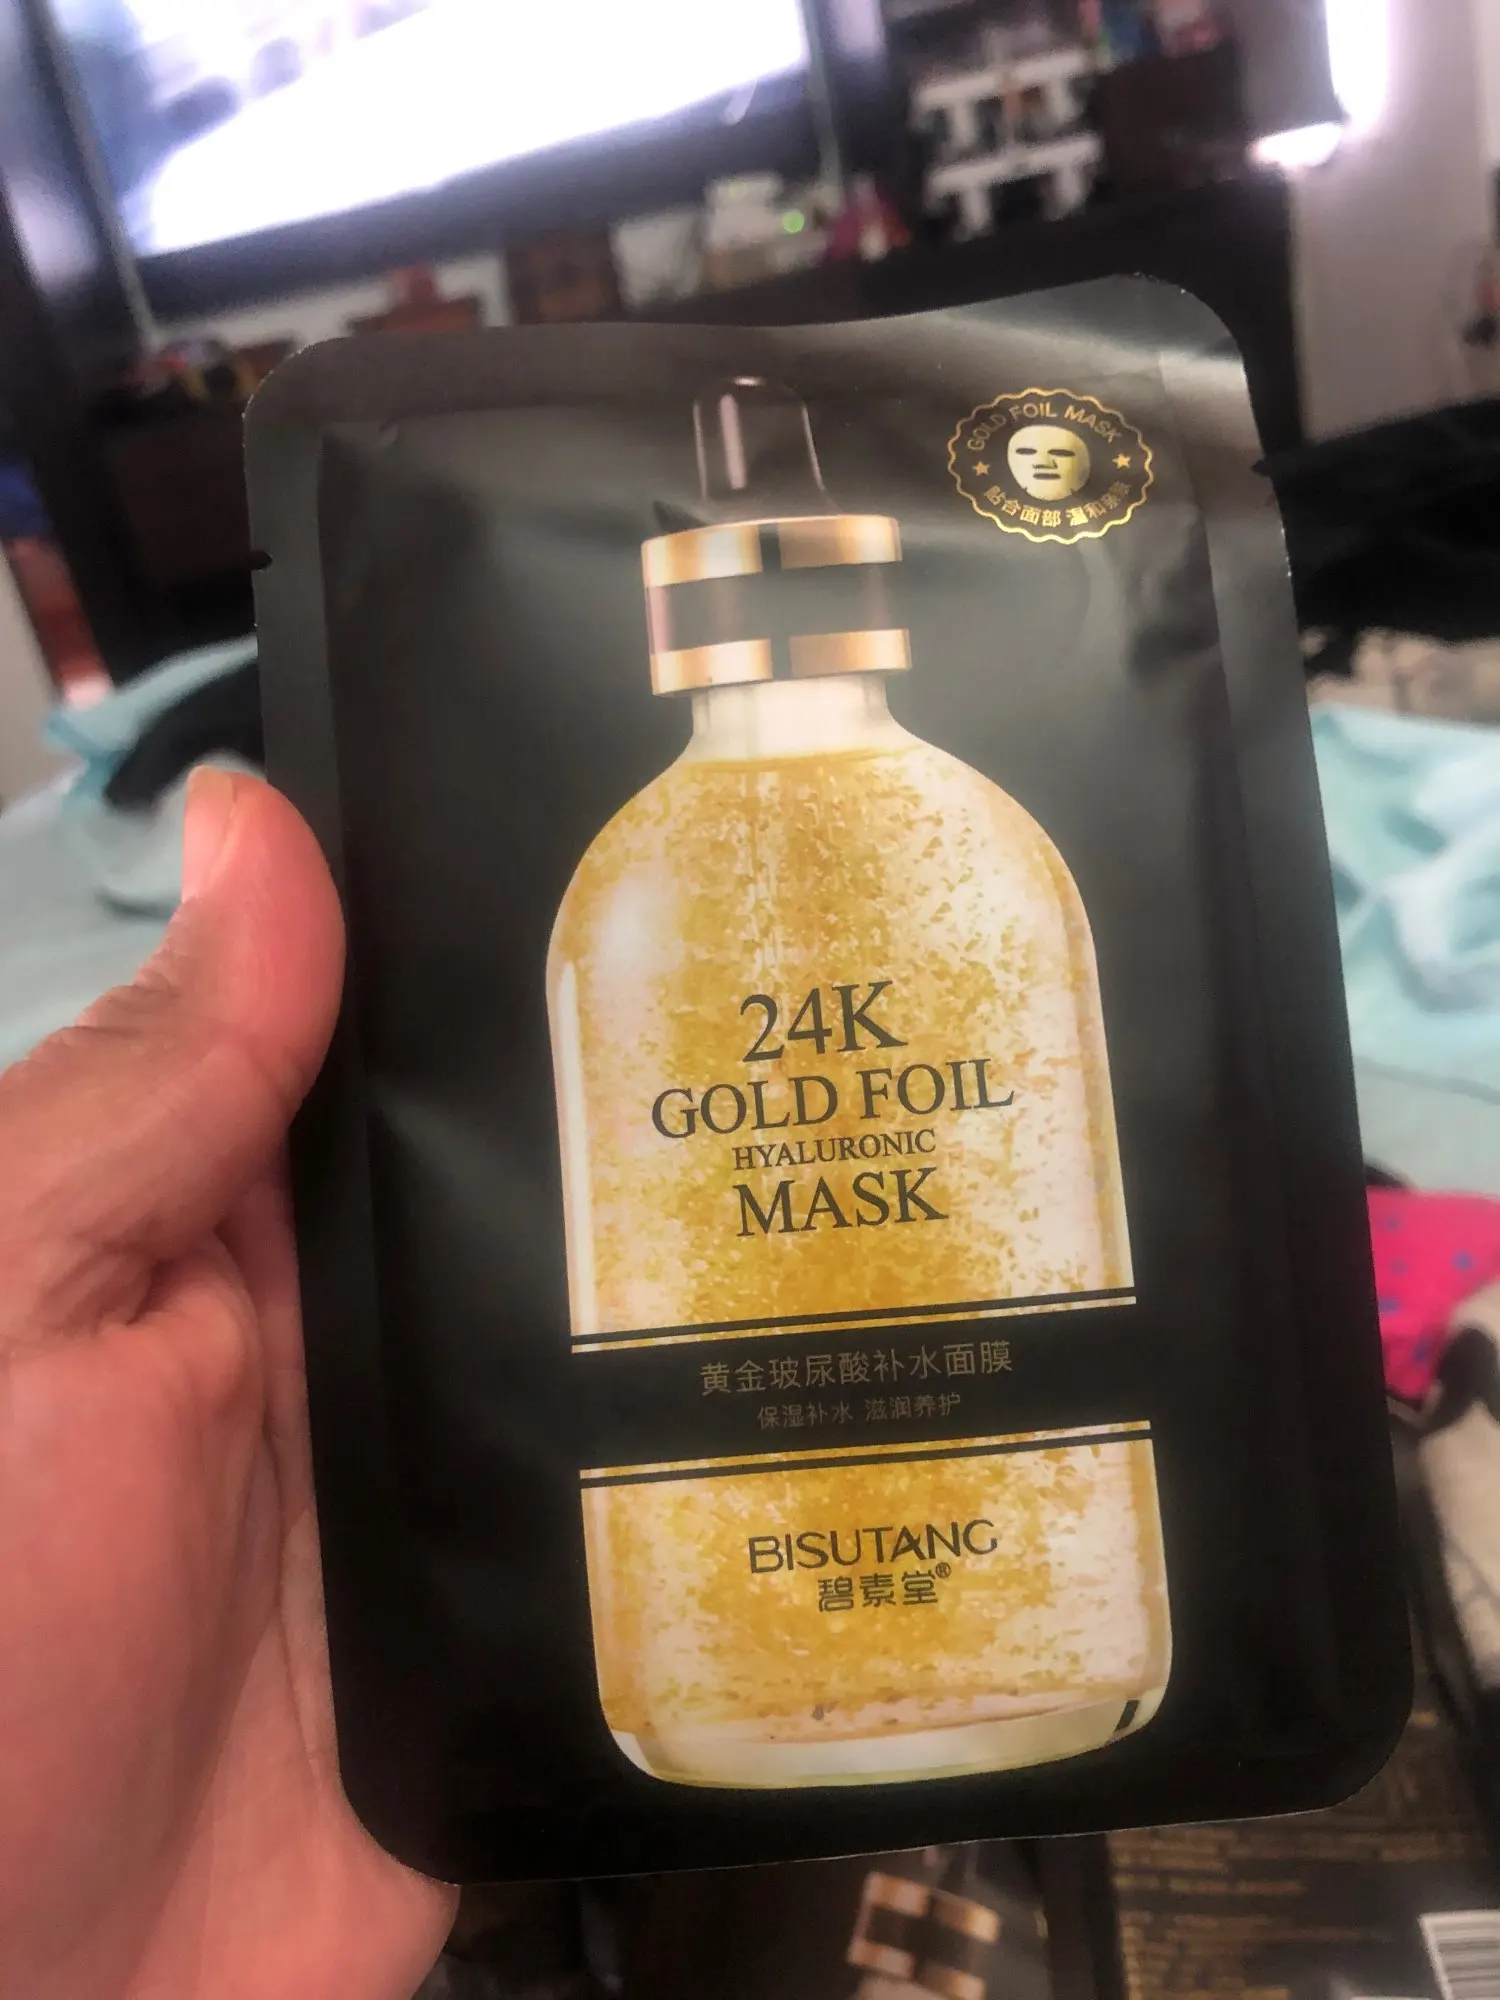 GOLD FOIL MASK
贴合面部 温和亲肤
24K
GOLD FOIL
HYALURONIC
MASK
黄金玻尿酸补水面膜
保湿补水 滋润养护
BISUTANG
碧素堂®